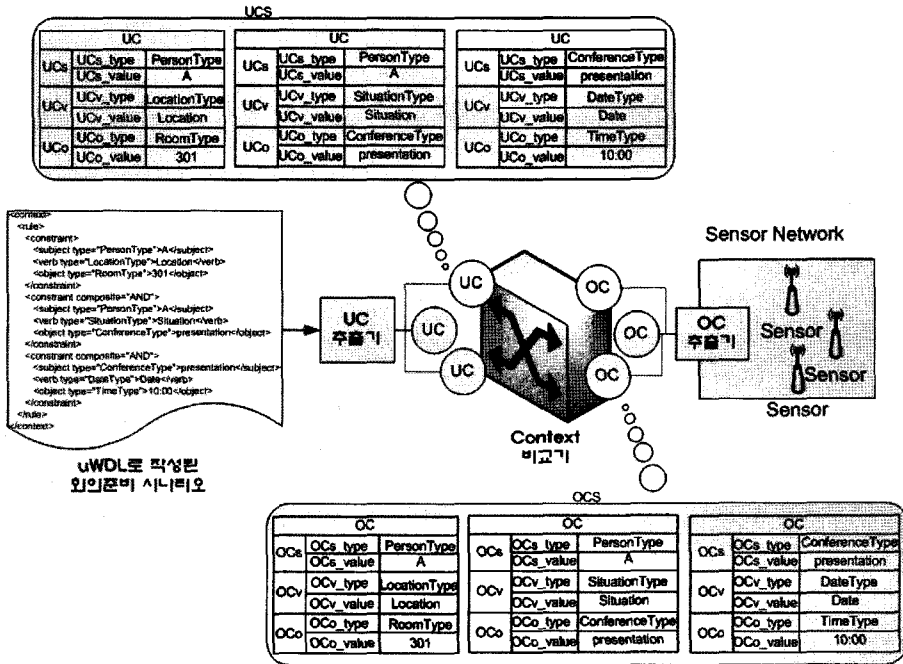 UCS
UC
UCs UCs_type PersonType
UCs_value A
UCv UCv_type LocationType
UCv_value Location
UCo UCo_type RoomType
UCo_value 301
UC
UCs UCs_type PersonType
UCs_value A
UCv UCv_type SituationType
UCv_value Situation
UCo UCo_type ConferenceType
UCo_value presentation
UC
UCs UCs_type ConferenceType
UCs_value presentation
UCv UCv_type DateType
UCv_value Date
UCo UCo_type TimeType
UCo_value 10:00
<context>
<rule>
<constraint>
<subject type="PersonType">A</subject>
<verb type="LocationType">Location</verb>
<object type="RoomType">301</object>
</constraint>
<constraint composite="AND">
<subject type="PersonType">A</subject>
<verb type="SituationType">Situation</verb>
<object type="ConferenceType">presentation</object>
</constraint>
<constraint composite="AND">
<subject type="ConferenceType">presentation</subject>
<verb type="DateType">Date</verb>
<object type="TimeType">10:00</object>
</constraint>
</rule>
</context>
uWDL로 작성된
회의준비 시나리오
UC
추출기
UC
UC
UC
OC
OC
OC
Context
비교기
OC
추출기
Sensor Network
Sensor
Sensor
Sensor
OCS
OC
OCs OCs_type PersonType
OCs_value A
OCv OCv_type LocationType
OCv_value Location
OCo OCo_type RoomType
OCo_value 301
OC
OCs OCs_type PersonType
OCs_value A
OCv OCv_type SituationType
OCv_value Situation
OCo OCo_type ConferenceType
OCo_value presentation
OC
OCs OCs_type ConferenceType
OCs_value presentation
OCv OCv_type DateType
OCv_value Date
OCo OCo_type TimeType
OCo_value 10:00